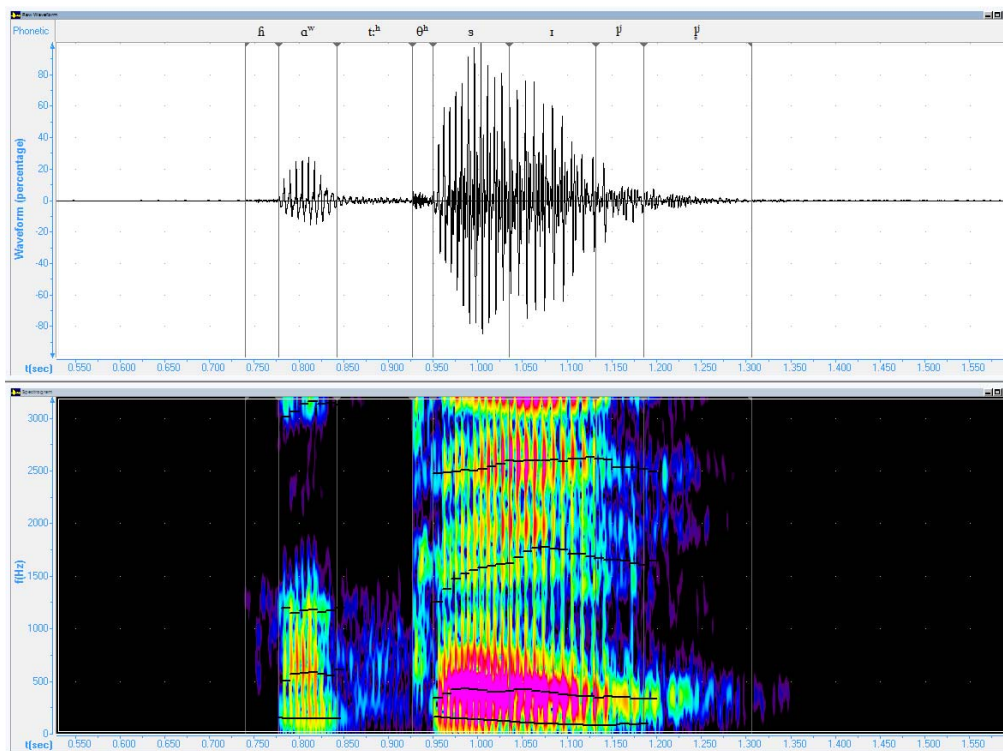 Raw Waveform
Phonetic ɦ ɑʷ t:ʰ θʰ ɪ lʲ l̥ʲ
80
60
40
20
0
-20
-40
-60
-80
Waveform (percentage)
t(sec) 0.550 0.600 0.650 0.700 0.750 0.800 0.850 0.900 0.950 1.000 1.050 1.100 1.150 1.200 1.250 1.300 1.350 1.400 1.450 1.500 1.550
Spectrogram
3000
2500
2000
1500
1000
500
0
f(Hz)
t(sec) 0.550 0.600 0.650 0.700 0.750 0.800 0.850 0.900 0.950 1.000 1.050 1.100 1.150 1.200 1.250 1.300 1.350 1.400 1.450 1.500 1.550